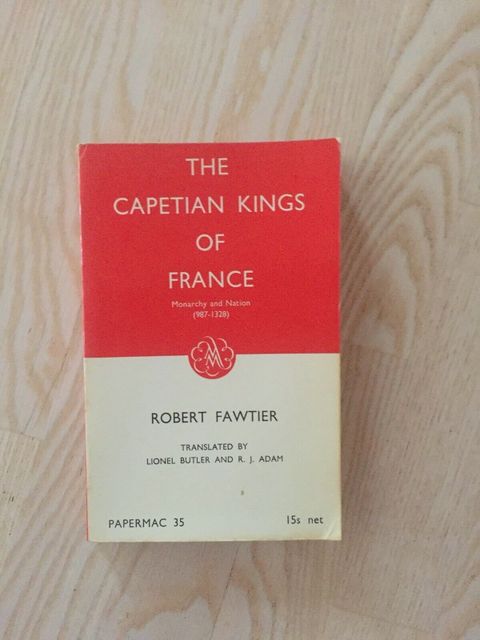 THE
CAPETIAN KINGS
OF
FRANCE
Monarchy and Nation
(987-1328)
M
ROBERT FAWTIER
TRANSLATED BY
LIONEL BUTLER AND R. J. ADAM
PAPERMAC 35 15s net